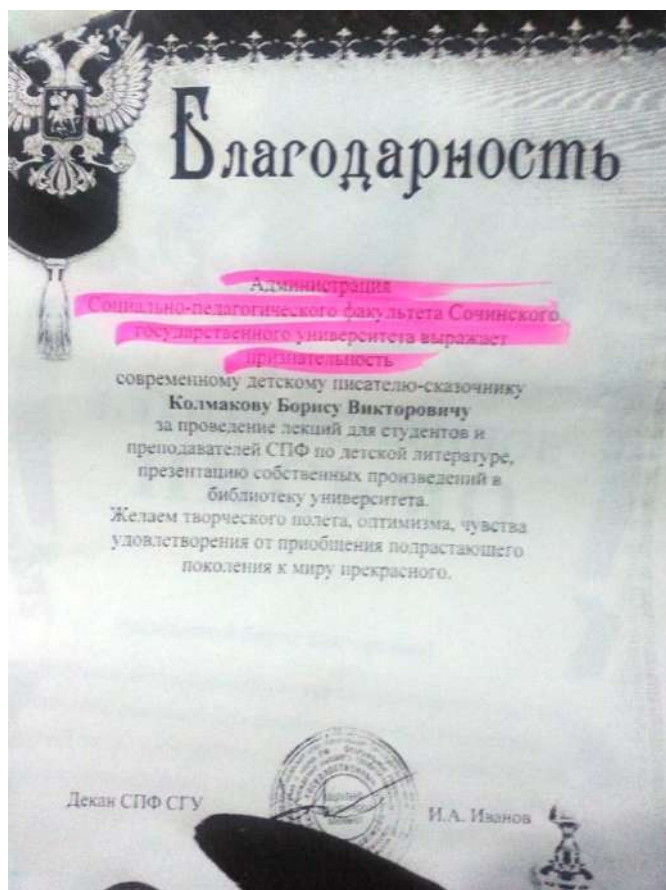 Благодарность
Администрация
Социально-педагогического факультета Сочинского
государственного университета выражает
признательность
современному детскому писателю-сказочнику
Колмакову Борису Викторовичу
за проведение лекций для студентов и
преподавателей СПФ по детской литературе,
презентацию собственных произведений в
библиотеку университета.
Желаем творческого полета, оптимизма, чувства
удовлетворения от приобщения подрастающего
поколения к миру прекрасного.
Декан СПФ СГУ
И.А. Иванов